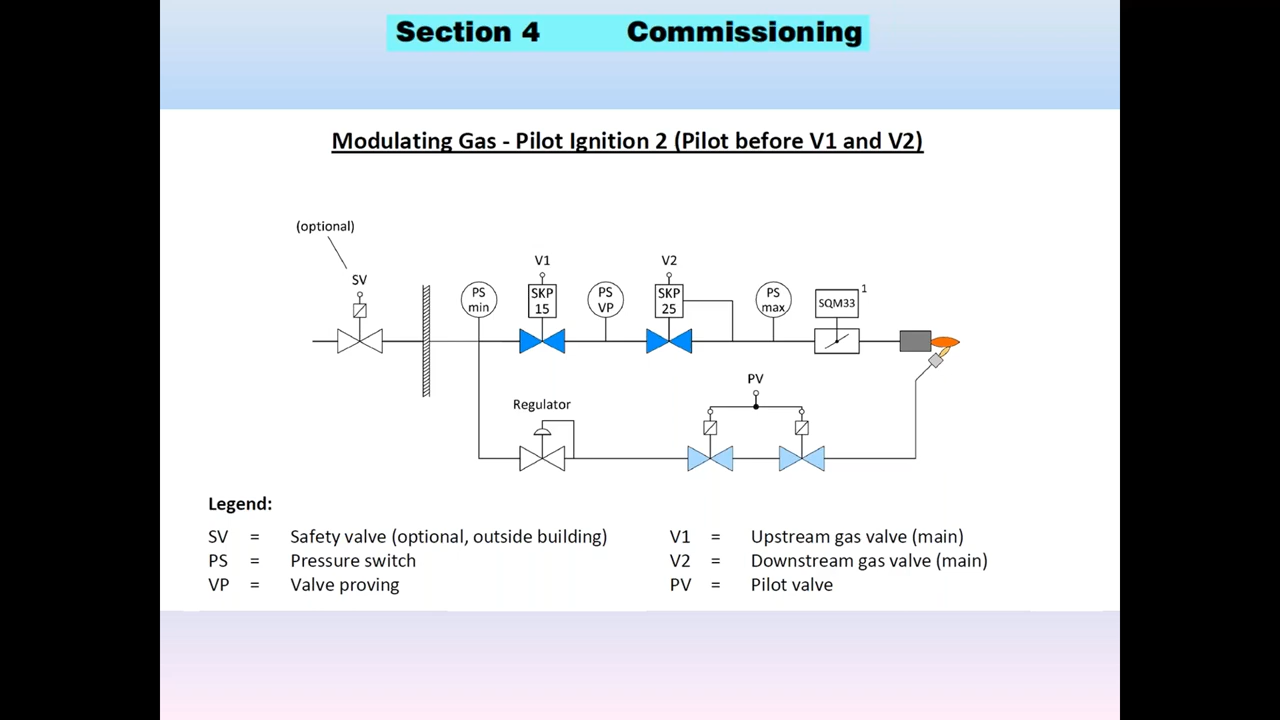 Section 4 Commissioning
Modulating Gas - Pilot Ignition 2 (Pilot before V1 and V2)
(optional)
SV
V1
V2
PS min
SKP 15
PS VP
SKP 25
PS max
SQM33
1
PV
Regulator
Legend:
SV = Safety valve (optional, outside building)
PS = Pressure switch
VP = Valve proving
V1 = Upstream gas valve (main)
V2 = Downstream gas valve (main)
PV = Pilot valve